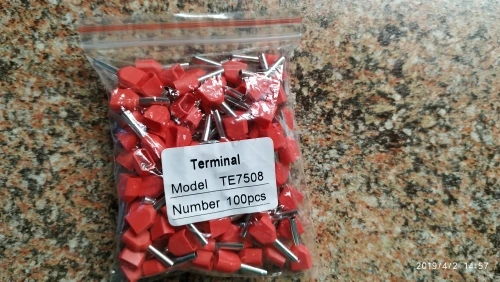 Terminal
Model TE7508
Number 100pcs
2019/4/2 14:57